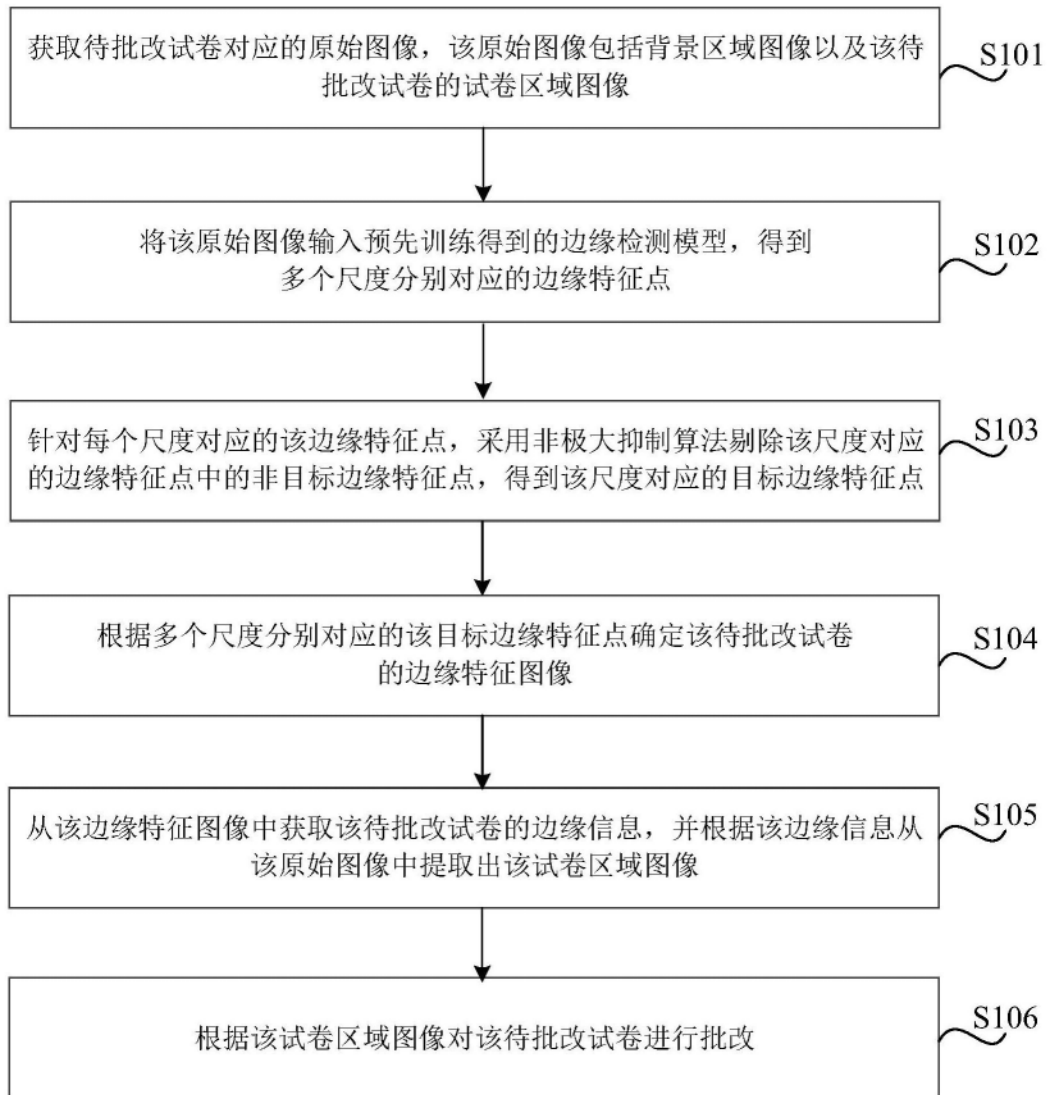 获取待批改试卷对应的原始图像，该原始图像包括背景区域图像以及该待
批改试卷的试卷区域图像
S101
将该原始图像输入预先训练得到的边缘检测模型，得到
多个尺度分别对应的边缘特征点
S102
针对每个尺度对应的该边缘特征点，采用非极大抑制算法剔除该尺度对应
的边缘特征点中的非目标边缘特征点，得到该尺度对应的目标边缘特征点
S103
根据多个尺度分别对应的该目标边缘特征点确定该待批改试卷
的边缘特征图像
S104
从该边缘特征图像中获取该待批改试卷的边缘信息，并根据该边缘信息从
该原始图像中提取出该试卷区域图像
S105
根据该试卷区域图像对该待批改试卷进行批改
S106